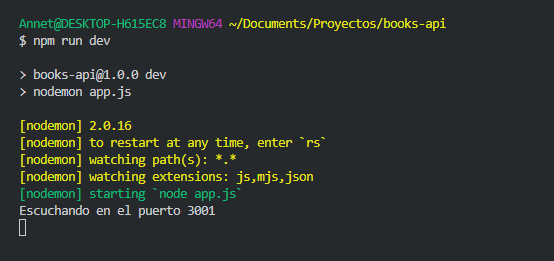 Annet@DESKTOP-H615EC8 MINGW64 ~/Documents/Proyectos/books-api
$ npm run dev
> books-api@1.0.0 dev
> nodemon app.js
[nodemon] 2.0.16
[nodemon] to restart at any time, enter `rs`
[nodemon] watching path(s): *.*
[nodemon] watching extensions: js,mjs,json
[nodemon] starting `node app.js`
Escuchando en el puerto 3001